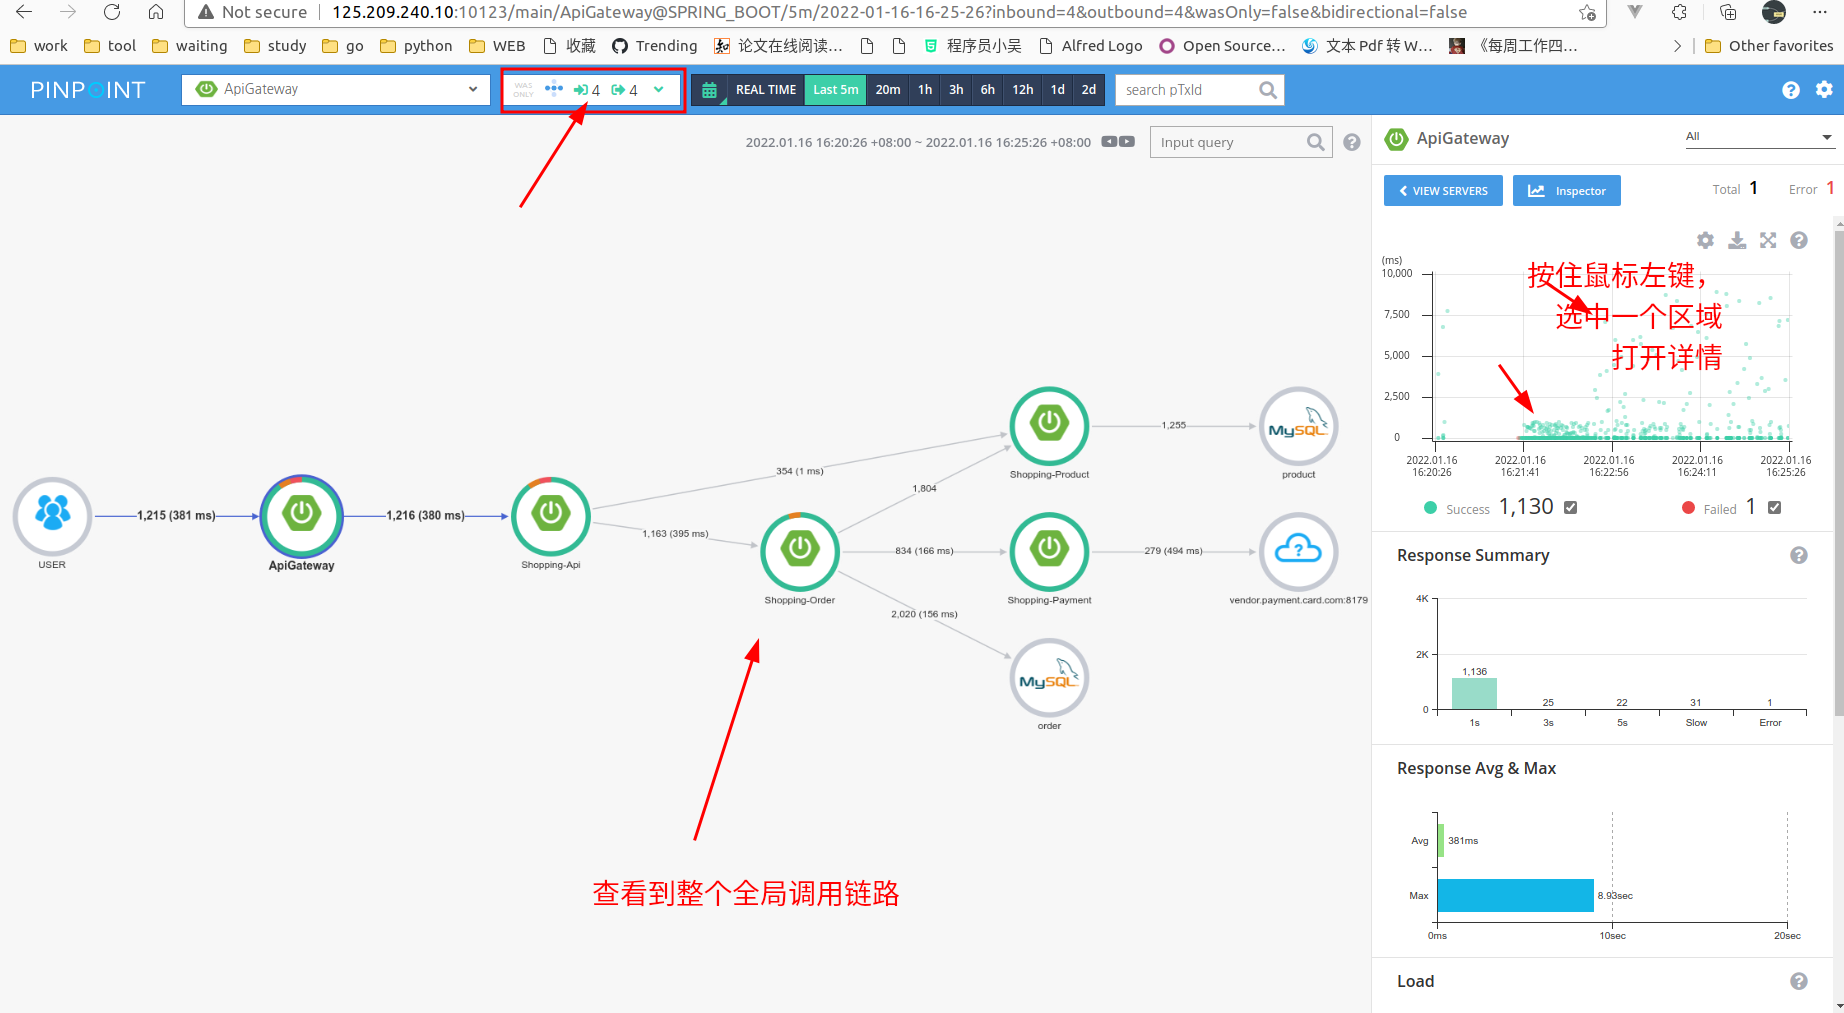 Not secure
125.209.240.10:10123/main/ApiGateway@SPRING_BOOT/5m/2022-01-16-16-25-26?inbound=4&outbound=4&wasOnly=false&bidirectional=false
work
tool
waiting
study
go
python
WEB
收藏
Trending
论文在线阅读…
程序员小吴
Alfred Logo
Open Source…
文本 Pdf 转 W…
《每周工作四…
Other favorites
PINPOINT
ApiGateway
WAS ONLY
4
4
REAL TIME
Last 5m
20m
1h
3h
6h
12h
1d
2d
search pTxId
2022.01.16 16:20:26 +08:00 ~ 2022.01.16 16:25:26 +08:00
Input query
ApiGateway
All
VIEW SERVERS
Inspector
Total 1
Error 1
(ms)
10,000
7,500
5,000
2,500
0
按住鼠标左键，
选中一个区域
打开详情
2022.01.16 16:20:26
2022.01.16 16:21:41
2022.01.16 16:22:56
2022.01.16 16:24:11
2022.01.16 16:25:26
Success 1,130
Failed 1
USER
1,215 (381 ms)
ApiGateway
1,216 (380 ms)
Shopping-Api
354 (1 ms)
1,163 (395 ms)
Shopping-Order
1,804
834 (166 ms)
2,020 (156 ms)
Shopping-Product
1,255
MySQL
product
Shopping-Payment
279 (494 ms)
vendor.payment.card.com:8179
MySQL
order
查看到整个全局调用链路
Response Summary
4K
2K
0
1,136
25
22
31
1
1s
3s
5s
Slow
Error
Response Avg & Max
Avg
381ms
Max
8.93sec
0ms
10sec
20sec
Load